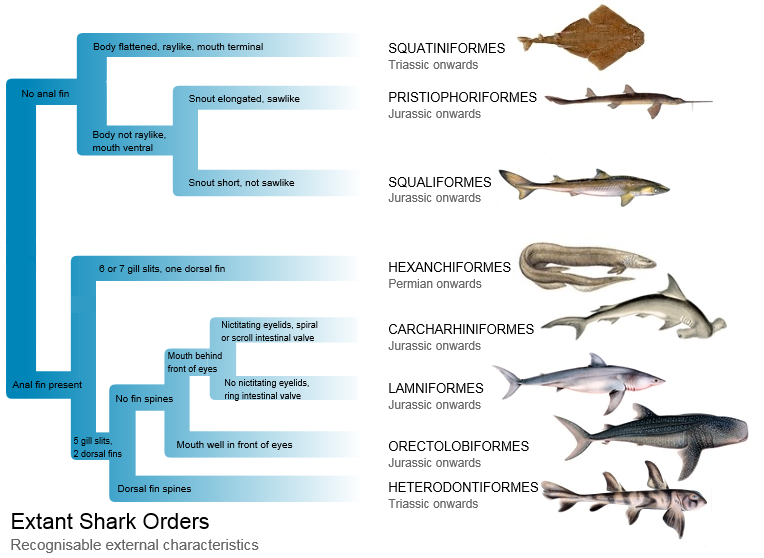 Body flattened, raylike, mouth terminal
SQUATINIFORMES
Triassic onwards
No anal fin
Snout elongated, sawlike
PRISTIOPHORIFORMES
Jurassic onwards
Body not raylike,
mouth ventral
Snout short, not sawlike
SQUALIFORMES
Jurassic onwards
6 or 7 gill slits, one dorsal fin
HEXANCHIFORMES
Permian onwards
Nictitating eyelids, spiral
or scroll intestinal valve
CARCHARHINIFORMES
Jurassic onwards
Mouth behind
front of eyes
Anal fin present
No nictitating eyelids,
ring intestinal valve
LAMNIFORMES
Jurassic onwards
No fin spines
5 gill slits,
2 dorsal fins
Mouth well in front of eyes
ORECTOLOBIFORMES
Jurassic onwards
Dorsal fin spines
HETERODONTIFORMES
Triassic onwards
Extant Shark Orders
Recognisable external characteristics